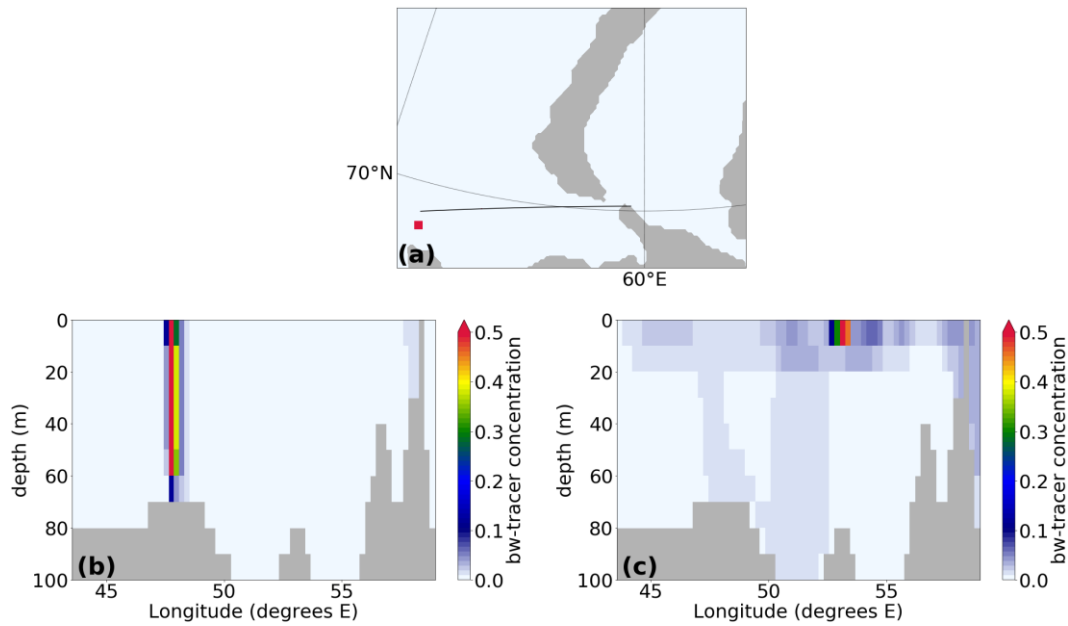 70°N
(a)
60°E
0
20
40
60
80
100
depth (m)
(b)
45
50
55
Longitude (degrees E)
0.5
0.4
0.3
0.2
0.1
0.0
bw-tracer concentration
0
20
40
60
80
100
depth (m)
(c)
45
50
55
Longitude (degrees E)
0.5
0.4
0.3
0.2
0.1
0.0
bw-tracer concentration